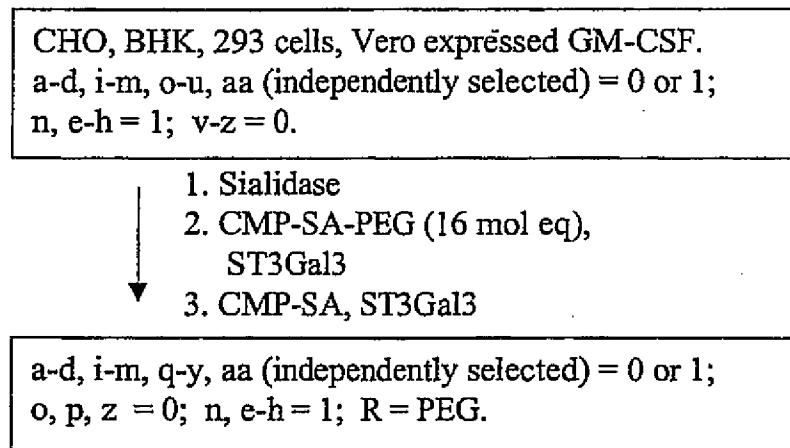 CHO, BHK, 293 cells, Vero expressed GM-CSF.
a-d, i-m, o-u, aa (independently selected) = 0 or 1;
n, e-h = 1; v-z = 0.
1. Sialidase
2. CMP-SA-PEG (16 mol eq),
ST3Gal3
3. CMP-SA, ST3Gal3
a-d, i-m, q-y, aa (independently selected) = 0 or 1;
o, p, z = 0; n, e-h = 1; R = PEG.